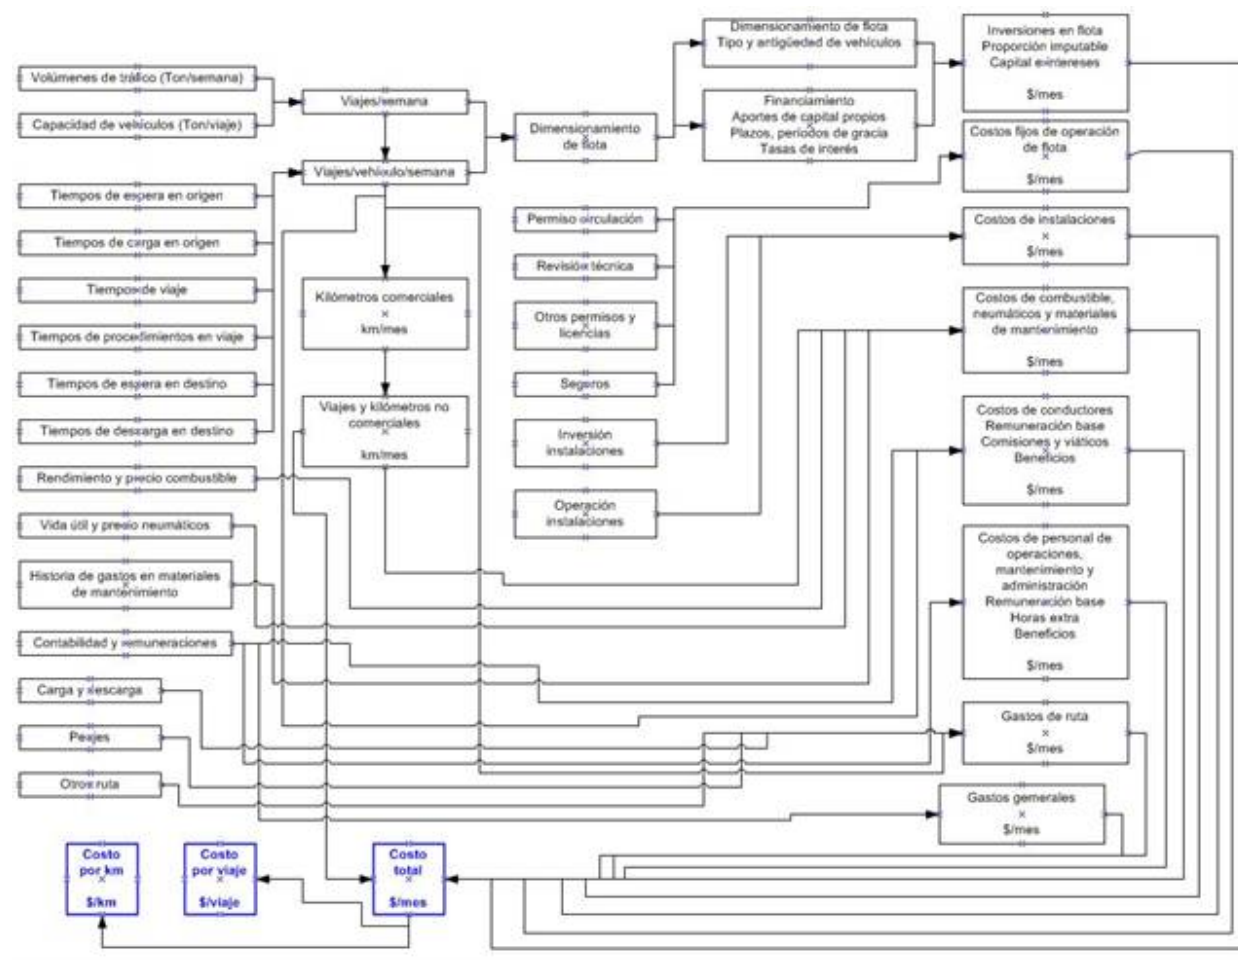 Volúmenes de tráfico (Ton/semana)
Capacidad de vehículos (Ton/viaje)
Tiempos de espera en origen
Tiempos de carga en origen
Tiempos de viaje
Tiempos de procedimientos en viaje
Tiempos de espera en destino
Tiempos de descarga en destino
Rendimiento y precio combustible
Vida útil y precio neumáticos
Historia de gastos en materiales
de mantenimiento
Contabilidad y remuneraciones
Carga y descarga
Peajes
Otros ruta
Viajes/semana
Viajes/vehículo/semana
Kilómetros comerciales
km/mes
Viajes y kilómetros no
comerciales
km/mes
Dimensionamiento
de flota
Permiso circulación
Revisión técnica
Otros permisos y
licencias
Seguros
Inversión
instalaciones
Operación
instalaciones
Dimensionamiento de flota
Tipo y antigüedad de vehículos
Financiamiento
Aportes de capital propios
Plazos, períodos de gracia
Tasas de interés
Inversiones en flota
Proporción imputable
Capital e intereses
$/mes
Costos fijos de operación
de flota
$/mes
Costos de instalaciones
$/mes
Costos de combustible,
neumáticos y materiales
de mantenimiento
$/mes
Costos de conductores
Remuneración base
Comisiones y viáticos
Beneficios
$/mes
Costos de personal de
operaciones,
mantenimiento y
administración
Remuneración base
Horas extra
Beneficios
$/mes
Gastos de ruta
$/mes
Gastos gemerales
$/mes
Costo
por km
$/km
Costo
por viaje
$/viaje
Costo
total
$/mes